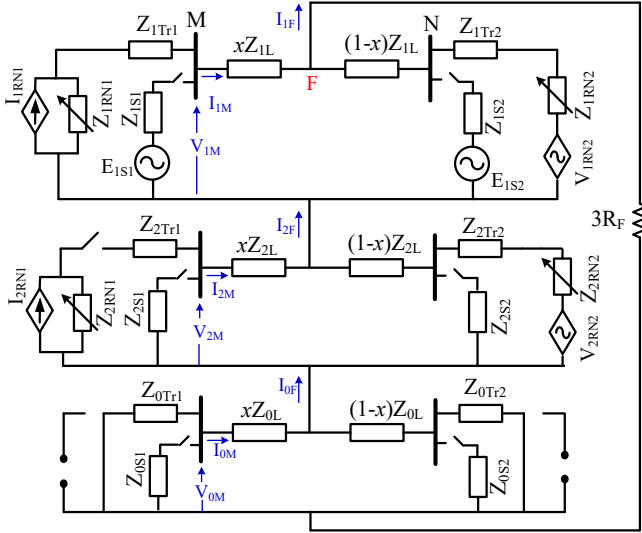 I1F
Z1Tr1
M
xZ1L
(1-x)Z1L
N
Z1Tr2
F
I1RN1
Z1RN1
Z1S1
I1M
V1M
E1S1
Z1S2
E1S2
Z1RN2
V1RN2
3RF
I2F
Z2Tr1
xZ2L
(1-x)Z2L
Z2Tr2
I2RN1
Z2RN1
Z2S1
I2M
V2M
Z2S2
Z2RN2
V2RN2
I0F
Z0Tr1
xZ0L
(1-x)Z0L
Z0Tr2
Z0S1
I0M
V0M
Z0S2